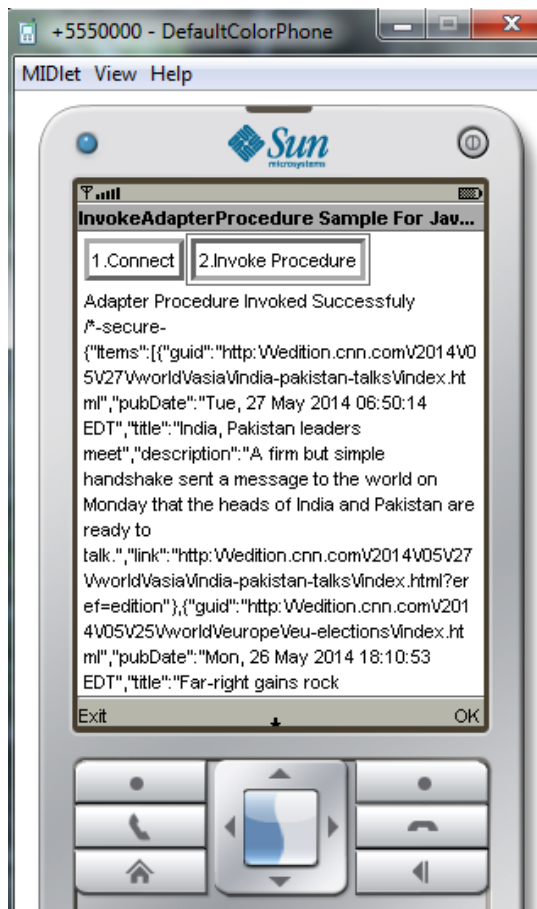 +5550000 - DefaultColorPhone
MIDlet View Help
Sun
microsystems
InvokeAdapterProcedure Sample For Jav...
1.Connect 2.Invoke Procedure
Adapter Procedure Invoked Successfuly
/*-secure-
{"Items":[{"guid":"http:\/\/edition.cnn.com\/2014\/0
5\/27\/world\/asia\/india-pakistan-talks\/index.ht
ml","pubDate":"Tue, 27 May 2014 06:50:14
EDT","title":"India, Pakistan leaders
meet","description":"A firm but simple
handshake sent a message to the world on
Monday that the heads of India and Pakistan are
ready to
talk.","link":"http:\/\/edition.cnn.com\/2014\/05\/27
\/world\/asia\/india-pakistan-talks\/index.html?er
ef=edition"},{"guid":"http:\/\/edition.cnn.com\/201
4\/05\/25\/world\/europe\/eu-elections\/index.ht
ml","pubDate":"Mon, 26 May 2014 18:10:53
EDT","title":"Far-right gains rock
Exit OK